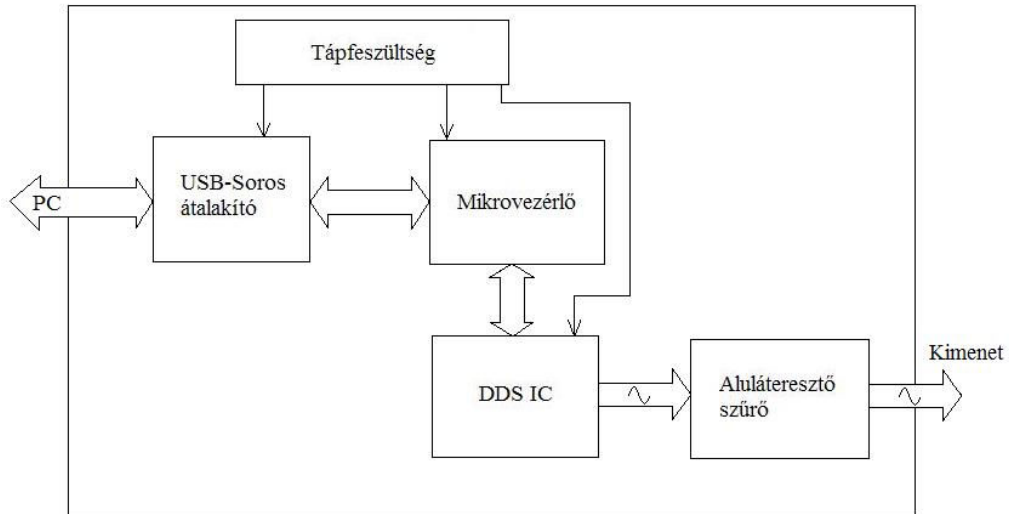 Tápfeszültség
USB-Soros
átalakító
Mikrovezérlő
PC
DDS IC
Aluláteresztő
szűrő
Kimenet